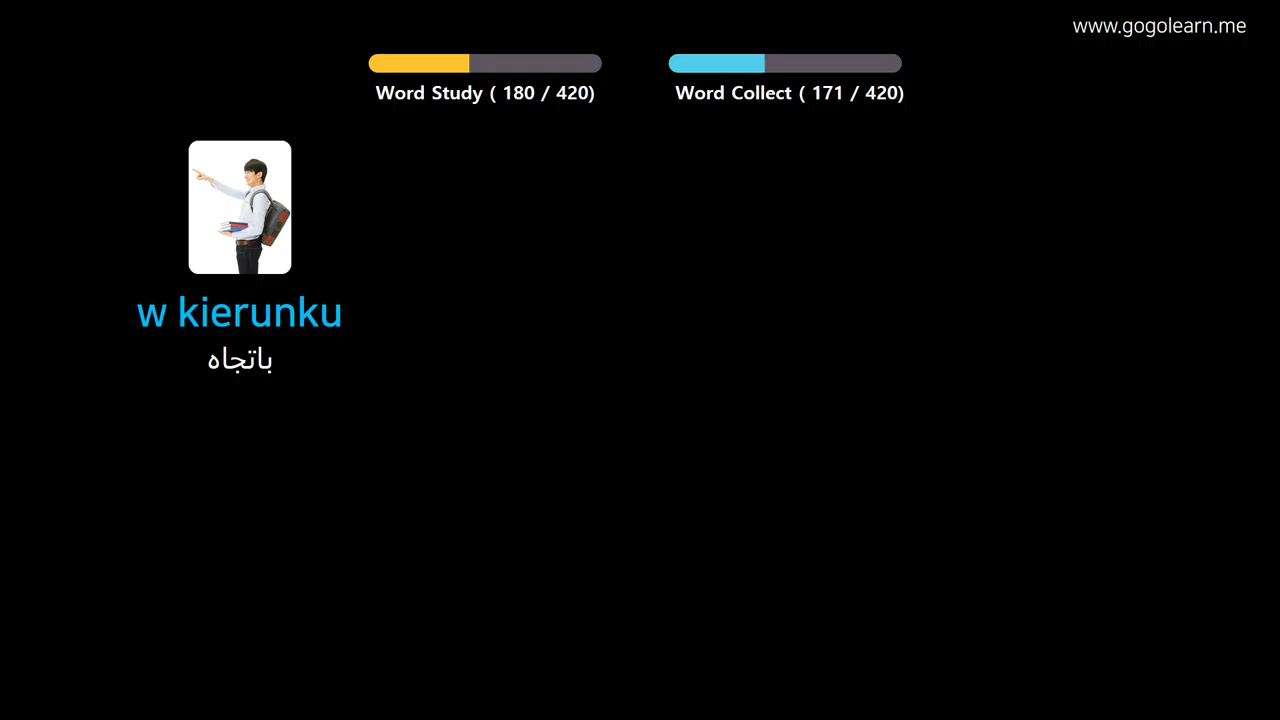 www.gogolearn.me
Word Study ( 180 / 420)
Word Collect ( 171 / 420)
w kierunku
باتجاه